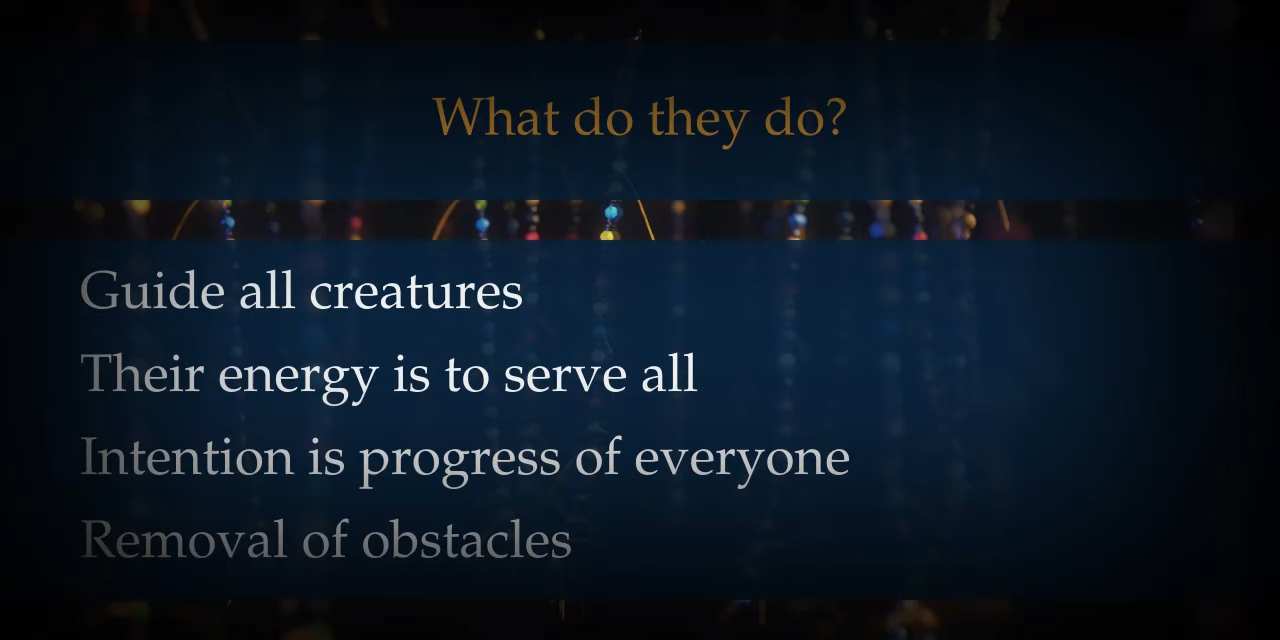 What do they do?
Guide all creatures
Their energy is to serve all
Intention is progress of everyone
Removal of obstacles